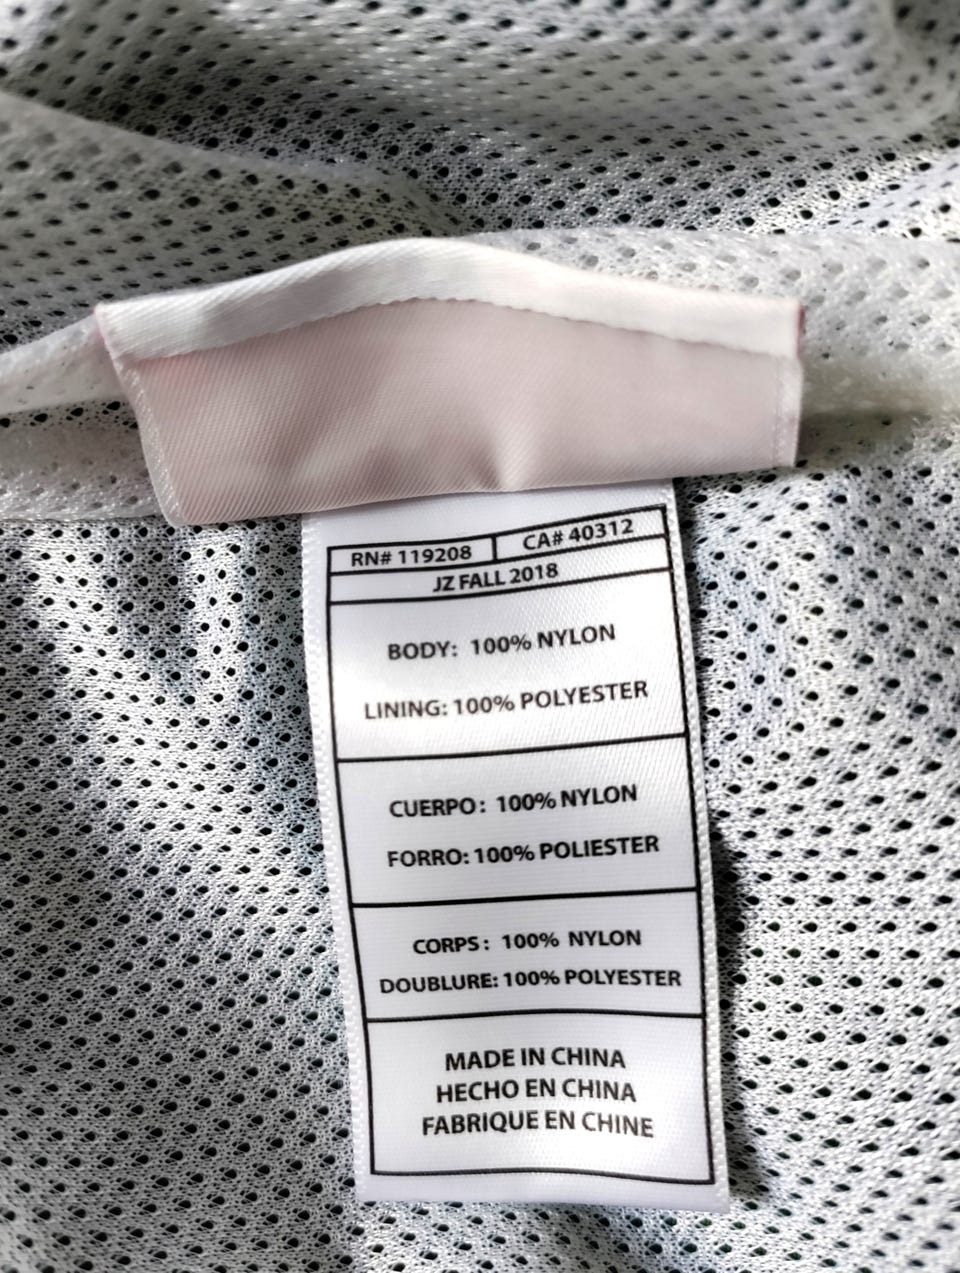 RN# 119208 CA# 40312
JZ FALL 2018
BODY: 100% NYLON
LINING: 100% POLYESTER
CUERPO: 100% NYLON
FORRO: 100% POLIESTER
CORPS: 100% NYLON
DOUBLURE: 100% POLYESTER
MADE IN CHINA
HECHO EN CHINA
FABRIQUE EN CHINE